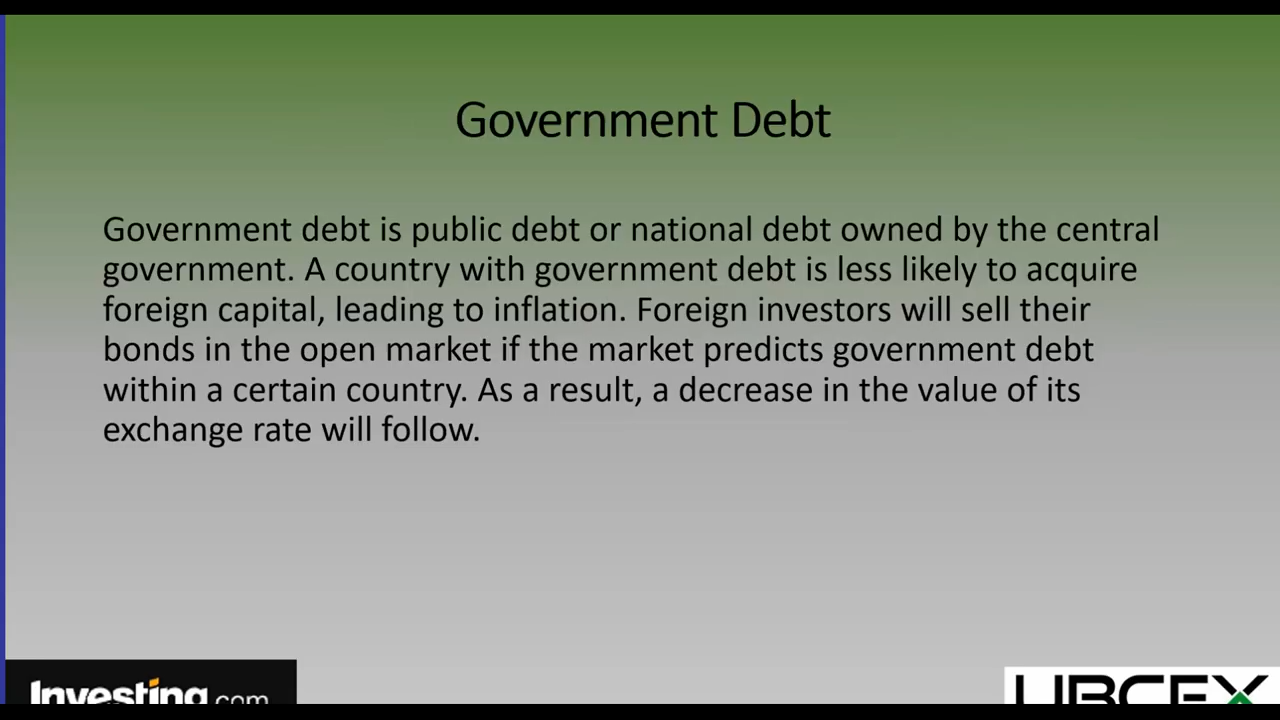 Government Debt
Government debt is public debt or national debt owned by the central
government. A country with government debt is less likely to acquire
foreign capital, leading to inflation. Foreign investors will sell their
bonds in the open market if the market predicts government debt
within a certain country. As a result, a decrease in the value of its
exchange rate will follow.
Investing.com
UBCFX